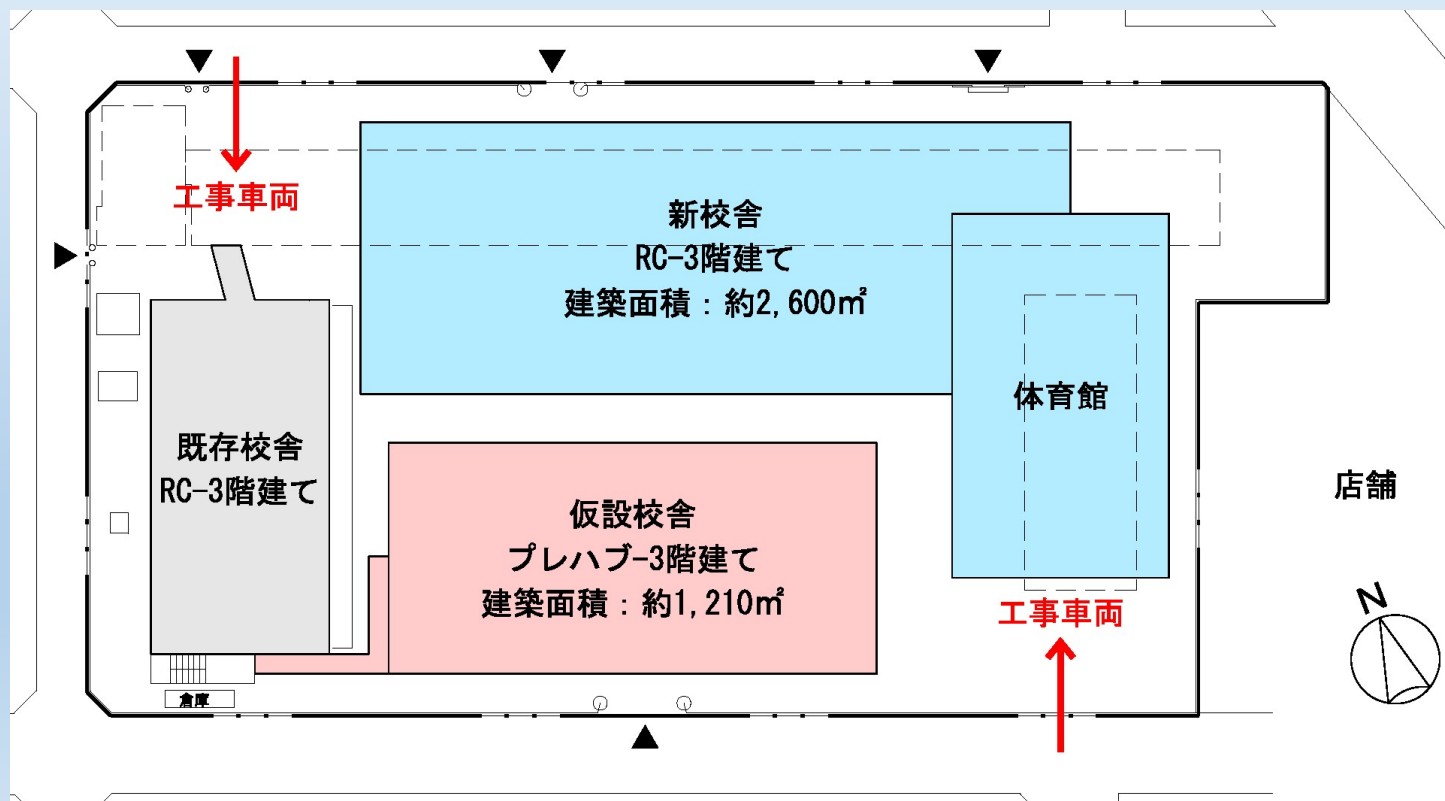 工事車両
新校舎
RC-3階建て
建築面積：約2,600㎡
体育館
既存校舎
RC-3階建て
仮設校舎
プレハブ-3階建て
建築面積：約1,210㎡
店舗
工事車両
N
倉庫